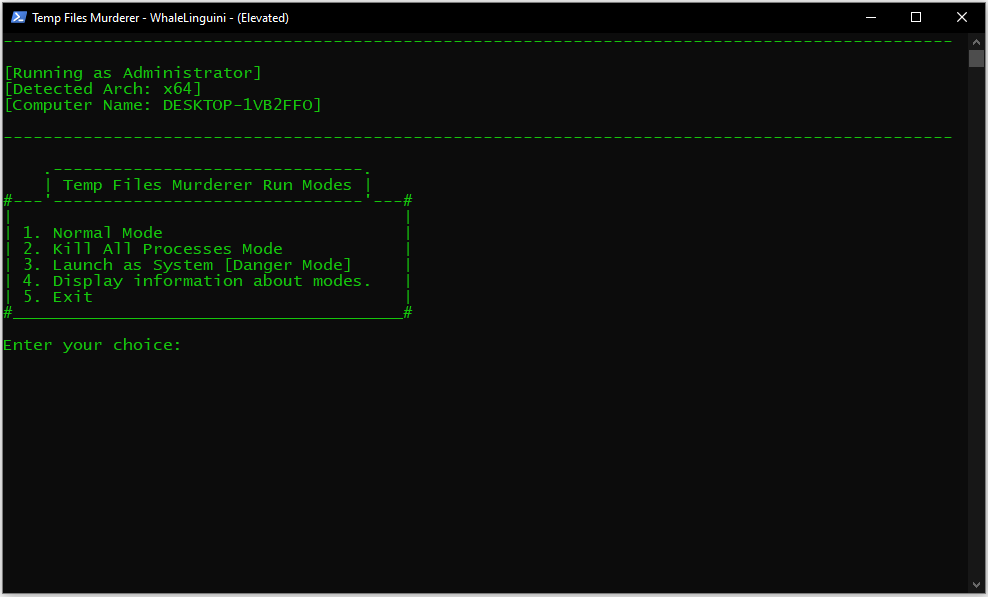 Temp Files Murderer - WhaleLinguini - (Elevated)
-----------------------------------------------------------------------------------------------
[Running as Administrator]
[Detected Arch: x64]
[Computer Name: DESKTOP-1VB2FFO]
-----------------------------------------------------------------------------------------------
.-------------------------------.
| Temp Files Murderer Run Modes |
#---'-------------------------------'---#
| |
| 1. Normal Mode |
| 2. Kill All Processes Mode |
| 3. Launch as System [Danger Mode] |
| 4. Display information about modes. |
| 5. Exit |
#_______________________________________#
Enter your choice: